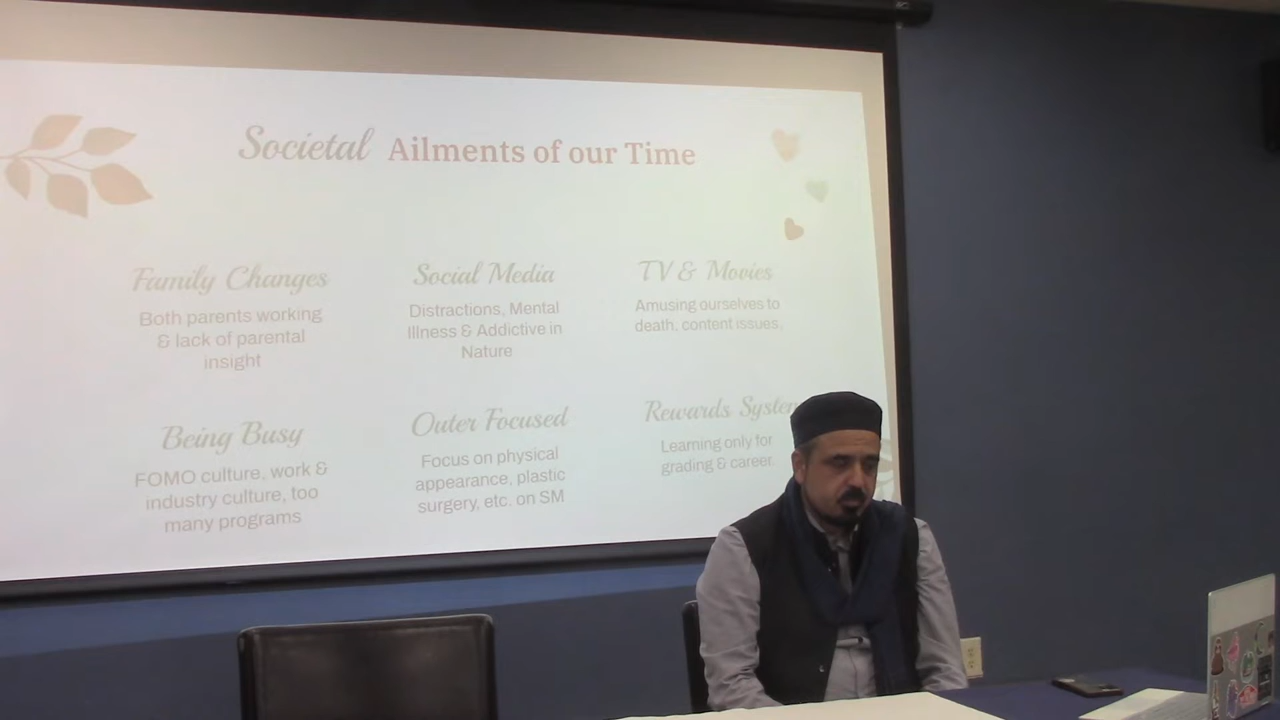 Societal Ailments of our Time
Family Changes
Both parents working
& lack of parental
insight
Social Media
Distractions, Mental
Illness & Addictive in
Nature
TV & Movies
Amusing ourselves to
death, content issues,
Being Busy
FOMO culture, work &
industry culture, too
many programs
Outer Focused
Focus on physical
appearance, plastic
surgery, etc. on SM
Rewards System
Learning only for
grading & career.